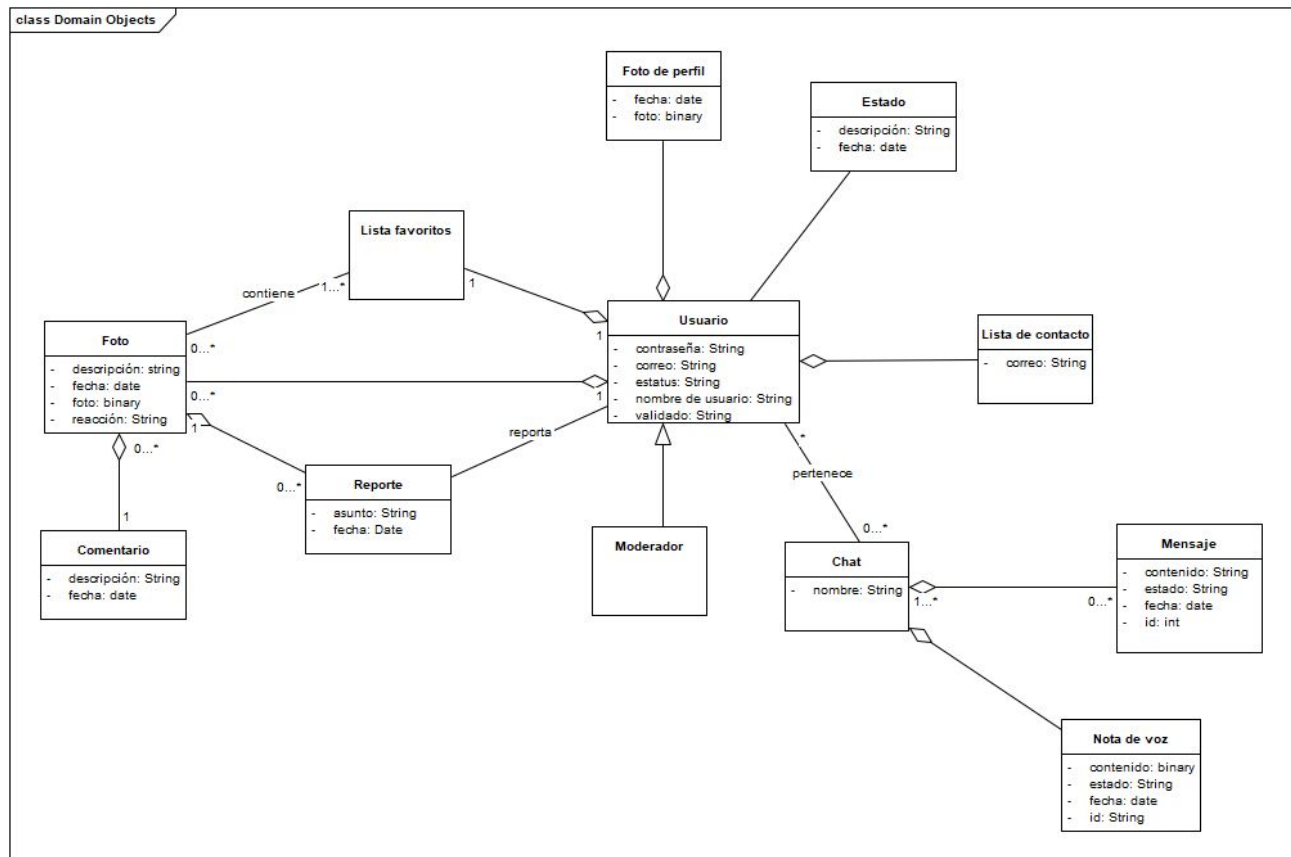 class Domain Objects
Foto de perfil
- fecha: date
- foto: binary
Estado
- descripción: String
- fecha: date
Lista favoritos
contiene
1...*
0...*
1
1
Usuario
- contraseña: String
- correo: String
- estatus: String
- nombre de usuario: String
- validado: String
Lista de contacto
- correo: String
Foto
- descripción: string
- fecha: date
- foto: binary
- reacción: String
0...*
1
1
0...*
reporta
*
pertenece
0...*
0...*
1
Reporte
- asunto: String
- fecha: Date
Comentario
- descripción: String
- fecha: date
Moderador
Chat
- nombre: String
1...*
0...*
Mensaje
- contenido: String
- estado: String
- fecha: date
- id: int
Nota de voz
- contenido: binary
- estado: String
- fecha: date
- id: String